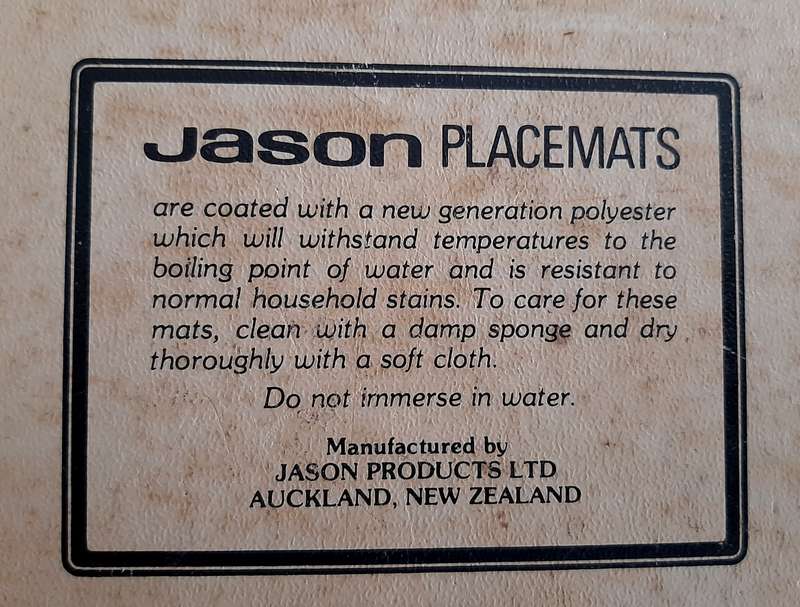 Jason PLACEMATS
are coated with a new generation polyester
which will withstand temperatures to the
boiling point of water and is resistant to
normal household stains. To care for these
mats, clean with a damp sponge and dry
thoroughly with a soft cloth.
Do not immerse in water.
Manufactured by
JASON PRODUCTS LTD
AUCKLAND, NEW ZEALAND